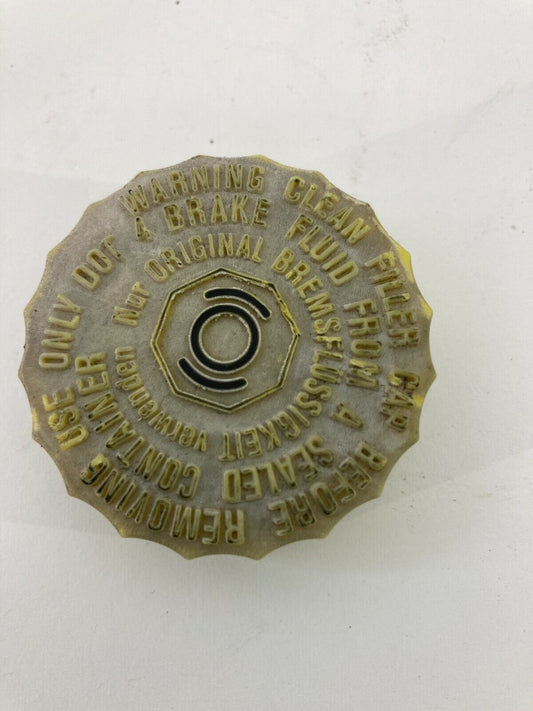 WARNING CLEAN FILLER CAP BEFORE REMOVING
USE ONLY DOT 4 BRAKE FLUID FROM A SEALED CONTAINER
Nur ORIGINAL BREMSFLÜSSIGKEIT verwenden